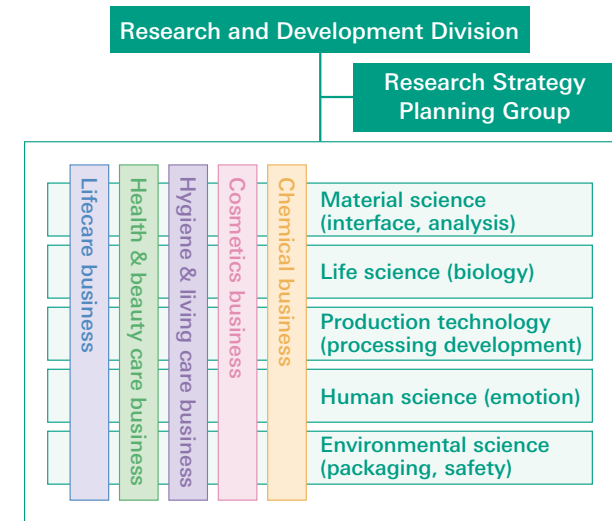 Research and Development Division
Research Strategy
Planning Group
Lifecare business
Health & beauty care business
Hygiene & living care business
Cosmetics business
Chemical business
Material science
(interface, analysis)
Life science (biology)
Production technology
(processing development)
Human science (emotion)
Environmental science
(packaging, safety)